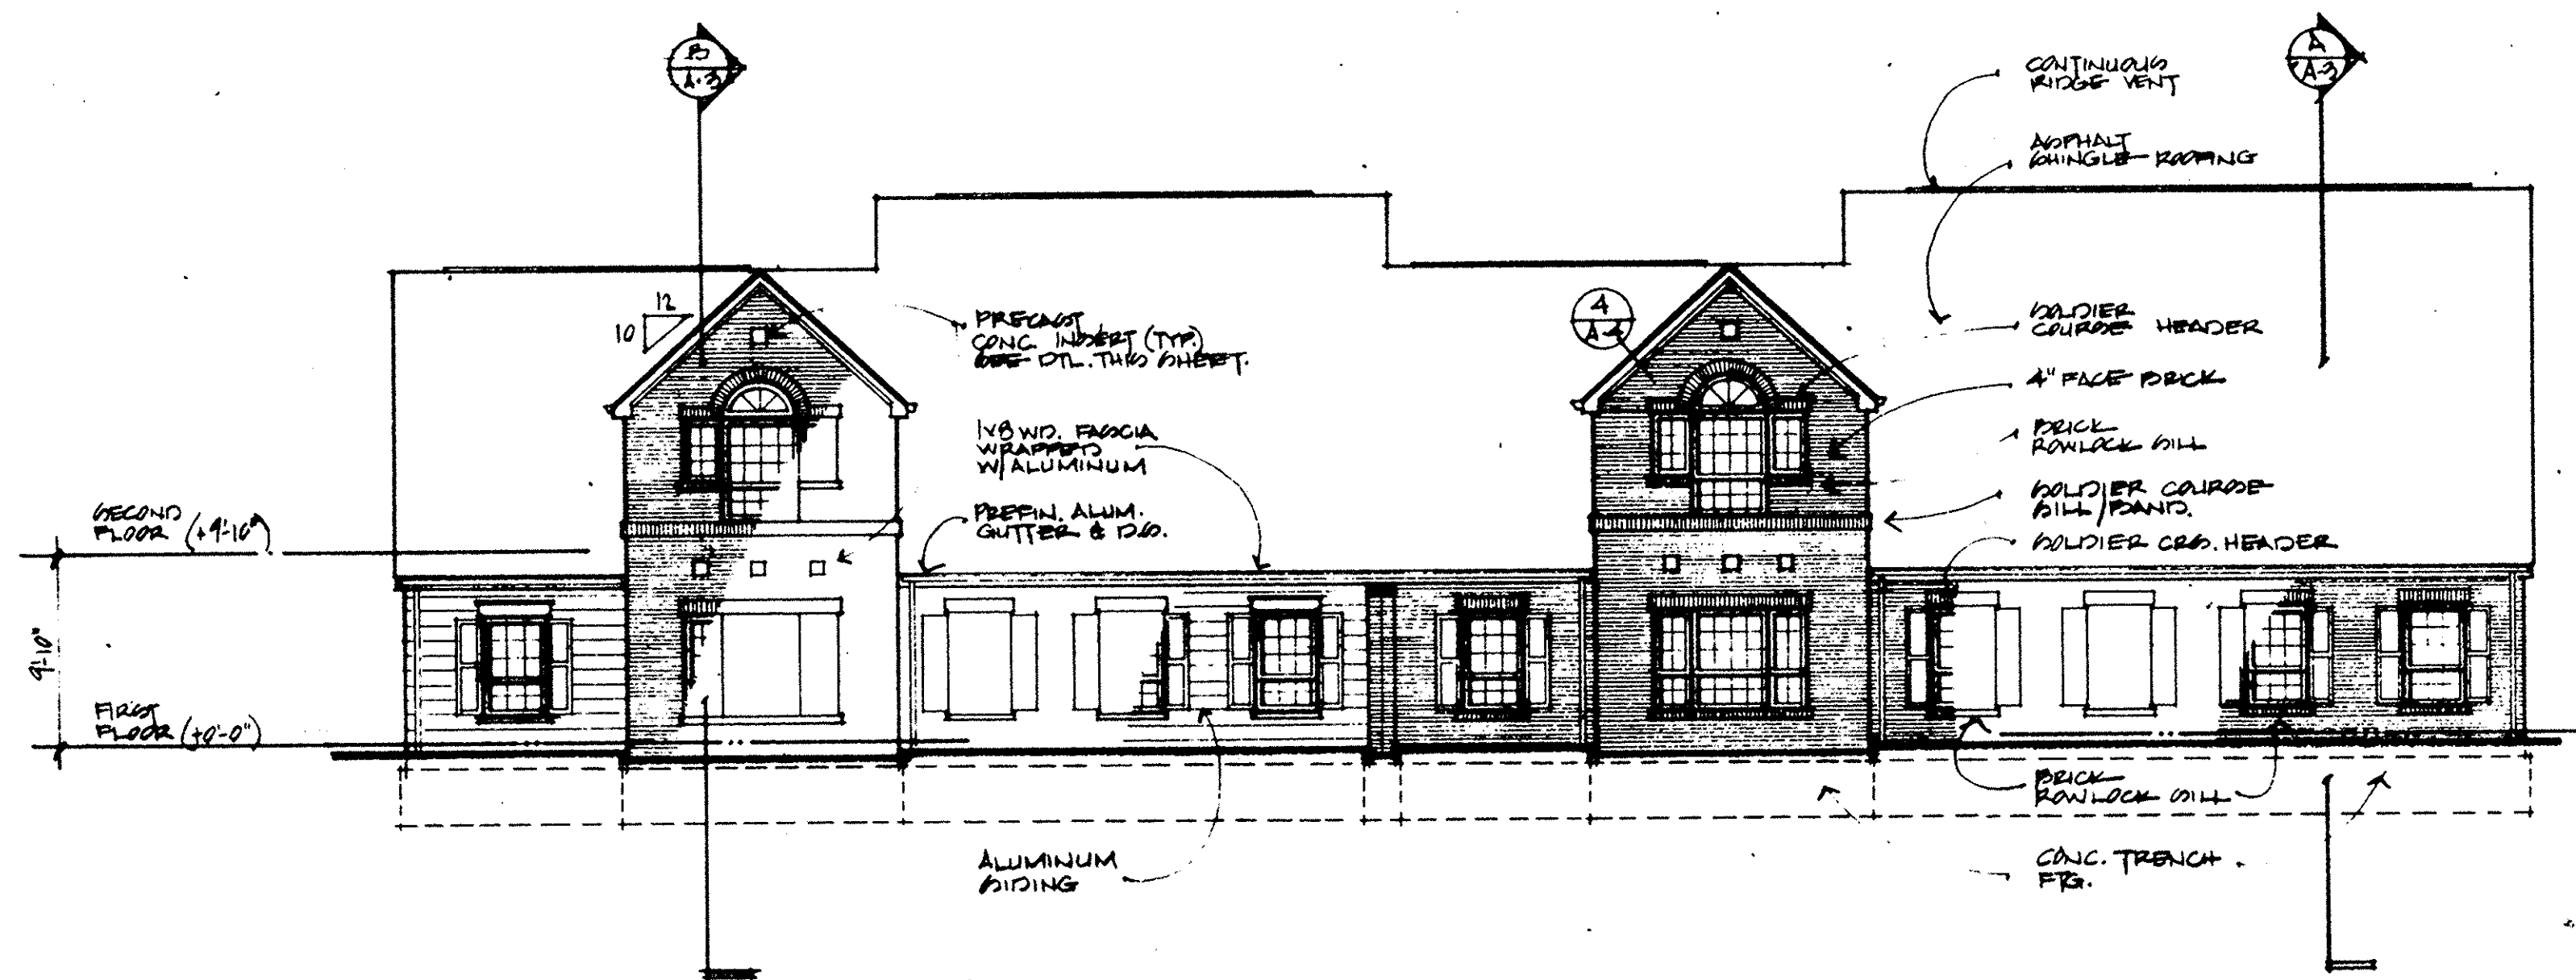 B
A-3
A
A-3
CONTINUOUS
RIDGE VENT
ASPHALT
SHINGLE ROOFING
12
10
PRECAST
CONC. INSERT (TYP.)
SEE DTL. THIS SHEET.
4
A-4
SOLDIER
COURSE HEADER
4" FACE BRICK
1x8 WD. FASCIA
WRAPPED
W/ALUMINUM
BRICK
ROWLOCK SILL
SECOND
FLOOR (+9'-10")
PREFIN. ALUM.
GUTTER & D.S.
SOLDIER COURSE
SILL/BAND.
SOLDIER CRS. HEADER
9'-10"
FIRST
FLOOR (+0'-0")
BRICK
ROWLOCK SILL
ALUMINUM
SIDING
CONC. TRENCH
FTG.